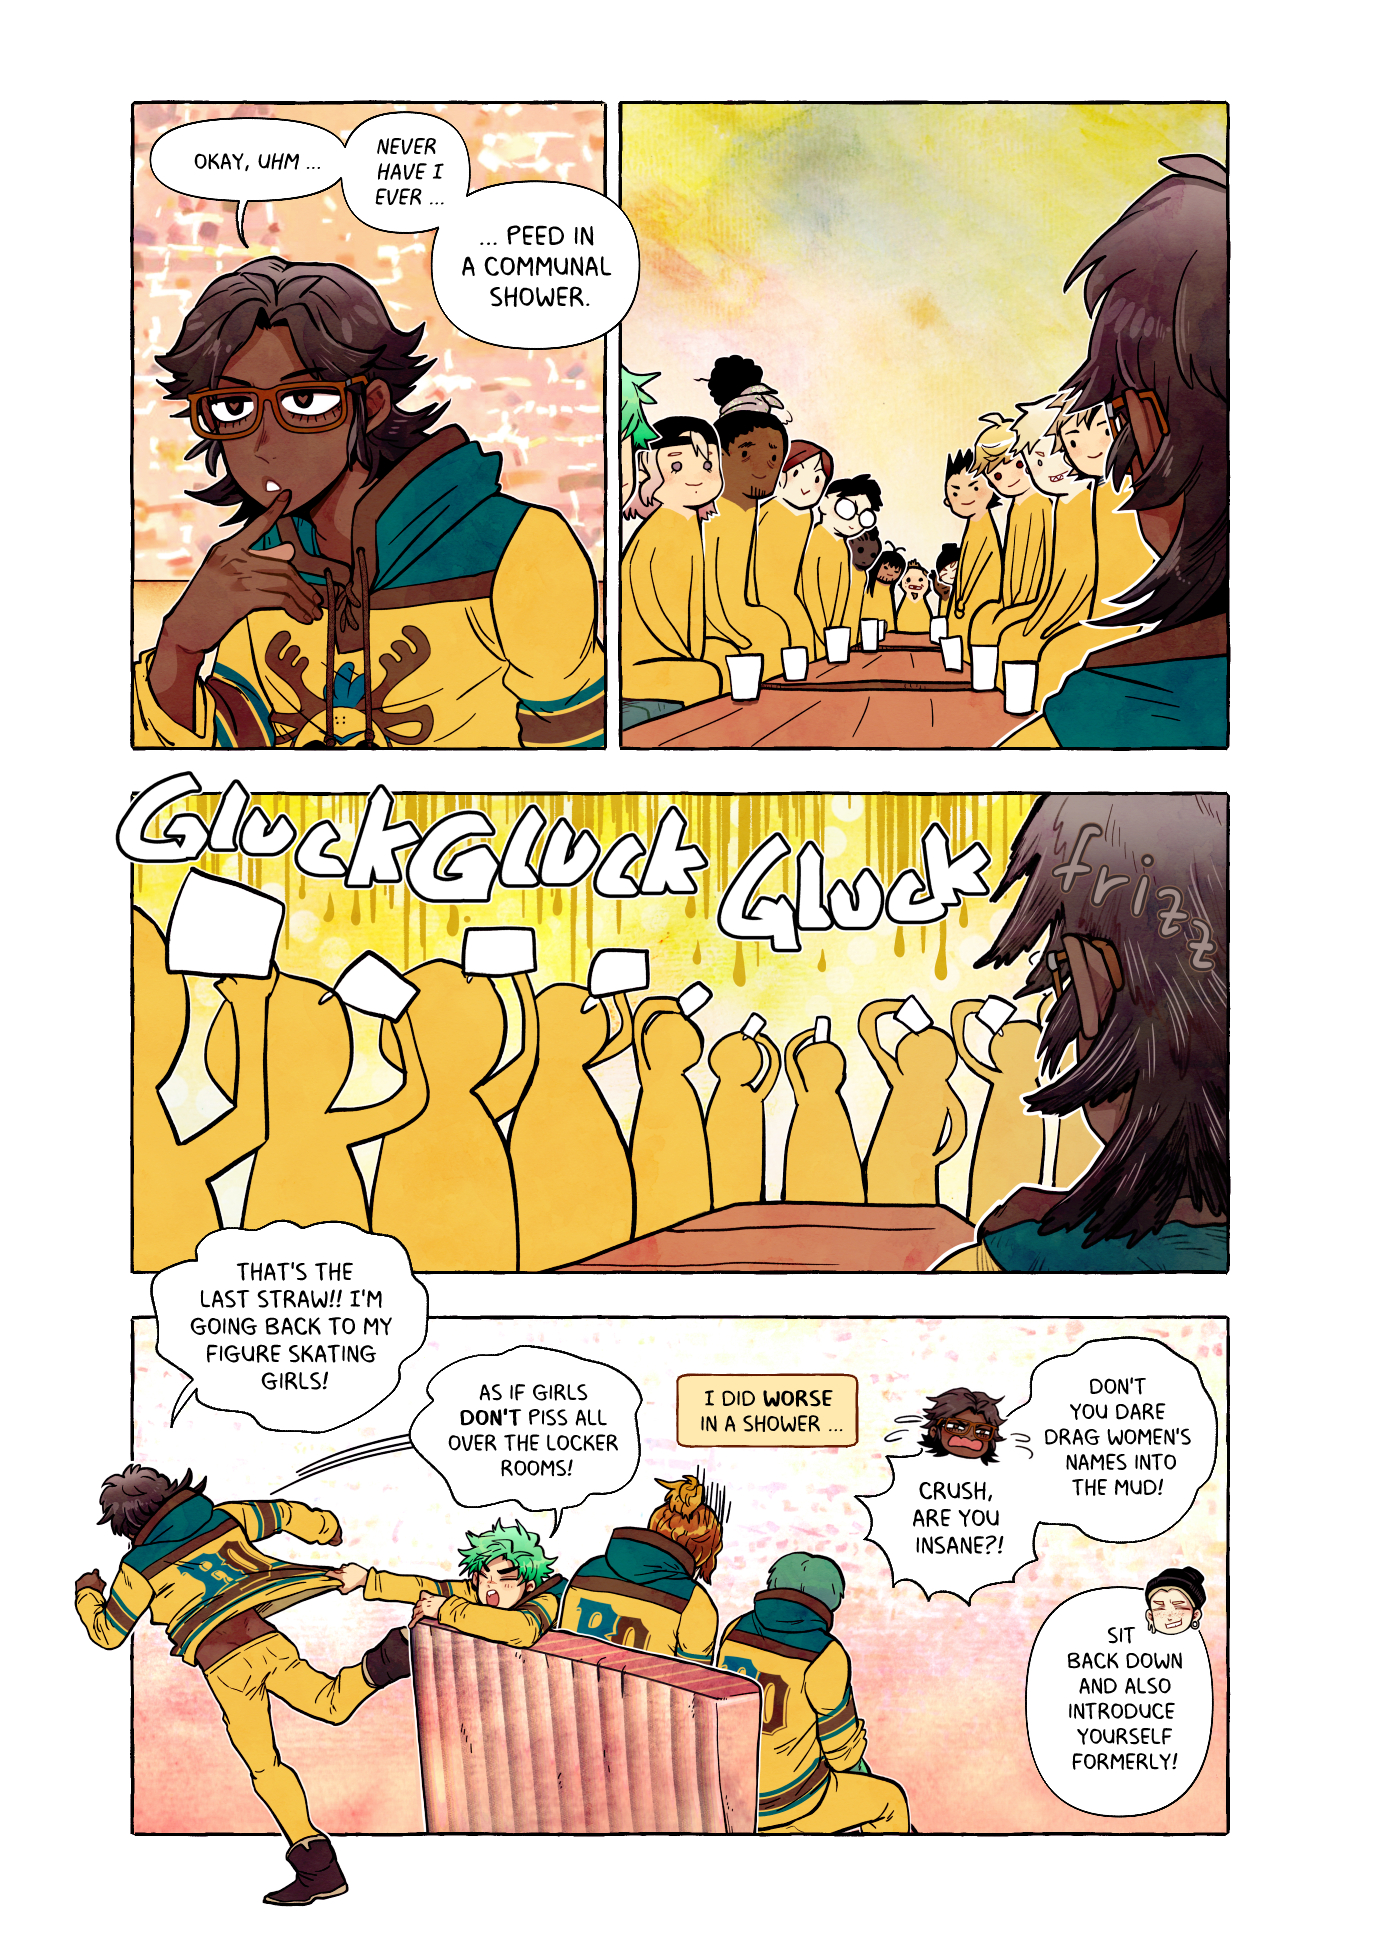 OKAY, UHM ...
NEVER
HAVE I
EVER ...
... PEED IN
A COMMUNAL
SHOWER.
Gluck Gluck Gluck
frizz
THAT'S THE
LAST STRAW!! I'M
GOING BACK TO MY
FIGURE SKATING
GIRLS!
AS IF GIRLS
DON'T PISS ALL
OVER THE LOCKER
ROOMS!
I DID WORSE
IN A SHOWER ...
DON'T
YOU DARE
DRAG WOMEN'S
NAMES INTO
THE MUD!
CRUSH,
ARE YOU
INSANE?!
SIT
BACK DOWN
AND ALSO
INTRODUCE
YOURSELF
FORMERLY!